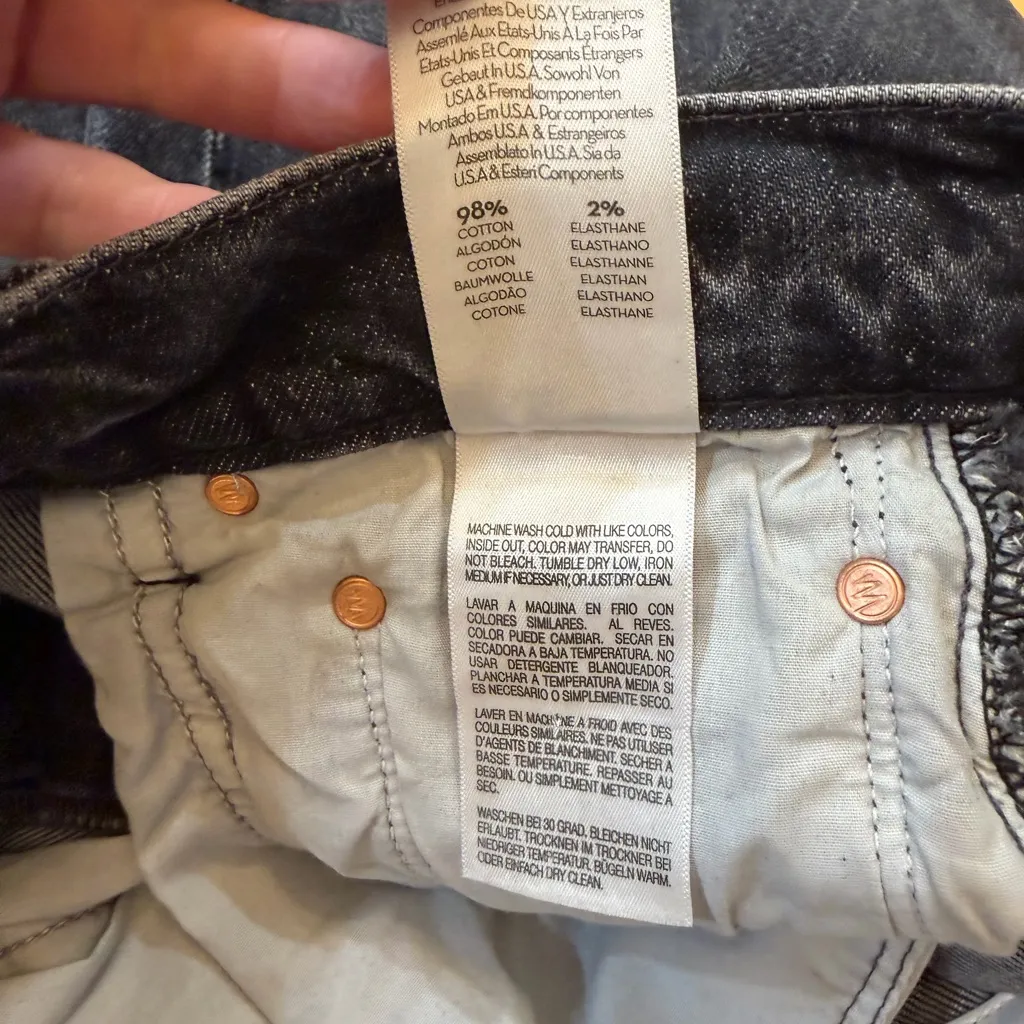 Componentes De USA Y Extranjeros
Assemlé Aux Etats-Unis A La Fois Par
Etats-Unis Et Composants Étrangers
Gebaut In U.S.A. Sowohl Von
USA & Fremdkomponenten
Montado Em U.S.A. Por componentes
Ambos U.S.A & Estrangeiros
Assemblato In U.S.A. Sia da
U.S.A & Esteri Components
98% 2%
COTTON ELASTHANE
ALGODÓN ELASTHANO
COTON ELASTHANNE
BAUMWOLLE ELASTHAN
ALGODÃO ELASTHANO
COTONE ELASTHANE
MACHINE WASH COLD WITH LIKE COLORS,
INSIDE OUT, COLOR MAY TRANSFER, DO
NOT BLEACH. TUMBLE DRY LOW, IRON
MEDIUM IF NECESSARY, OR JUST DRY CLEAN.
LAVAR A MAQUINA EN FRIO CON
COLORES SIMILARES. AL REVES.
COLOR PUEDE CAMBIAR. SECAR EN
SECADORA A BAJA TEMPERATURA. NO
USAR DETERGENTE BLANQUEADOR.
PLANCHAR A TEMPERATURA MEDIA SI
ES NECESARIO O SIMPLEMENTE SECO.
LAVER EN MACHINE A FROID AVEC DES
COULEURS SIMILAIRES. NE PAS UTILISER
D'AGENTS DE BLANCHIMENT. SECHER A
BASSE TEMPERATURE. REPASSER AU
BESOIN. OU SIMPLEMENT METTOYAGE A
SEC.
WASCHEN BEI 30 GRAD. BLEICHEN NICHT
ERLAUBT. TROCKNEN IM TROCKNER BEI
NIEDRIGER TEMPERATUR. BÜGELN WARM.
ODER EINFACH DRY CLEAN.